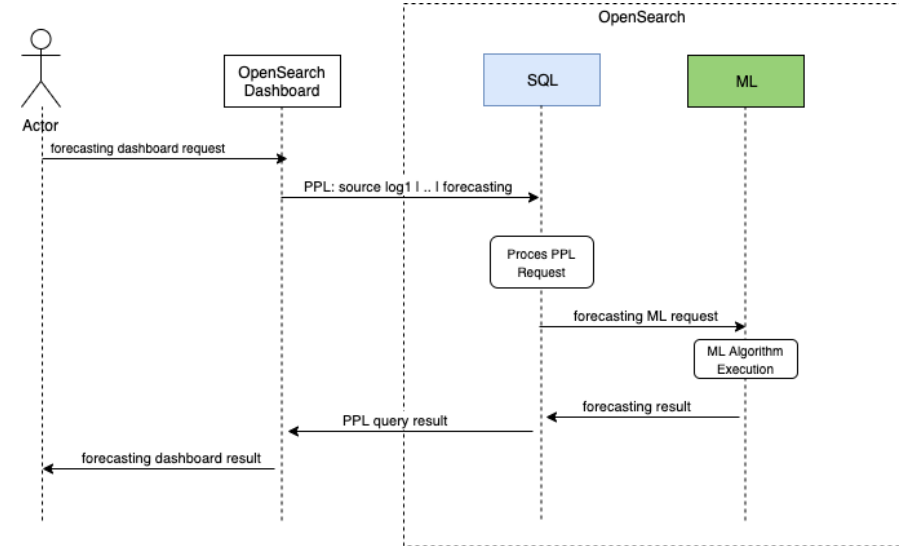 OpenSearch
OpenSearch
Dashboard
SQL
ML
Actor
forecasting dashboard request
PPL: source log1 | .. | forecasting
Proces PPL
Request
forecasting ML request
ML Algorithm
Execution
forecasting result
PPL query result
forecasting dashboard result